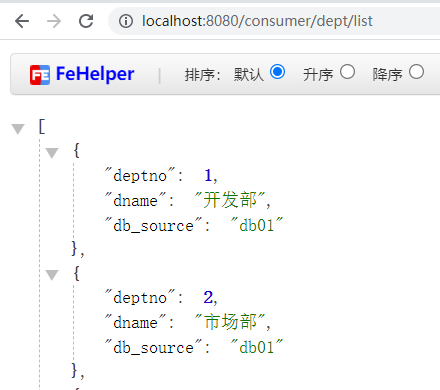 localhost:8080/consumer/dept/list
FE FeHelper | 排序: 默认 升序 降序
[
{
"deptno": 1,
"dname": "开发部",
"db_source": "db01"
},
{
"deptno": 2,
"dname": "市场部",
"db_source": "db01"
},
{